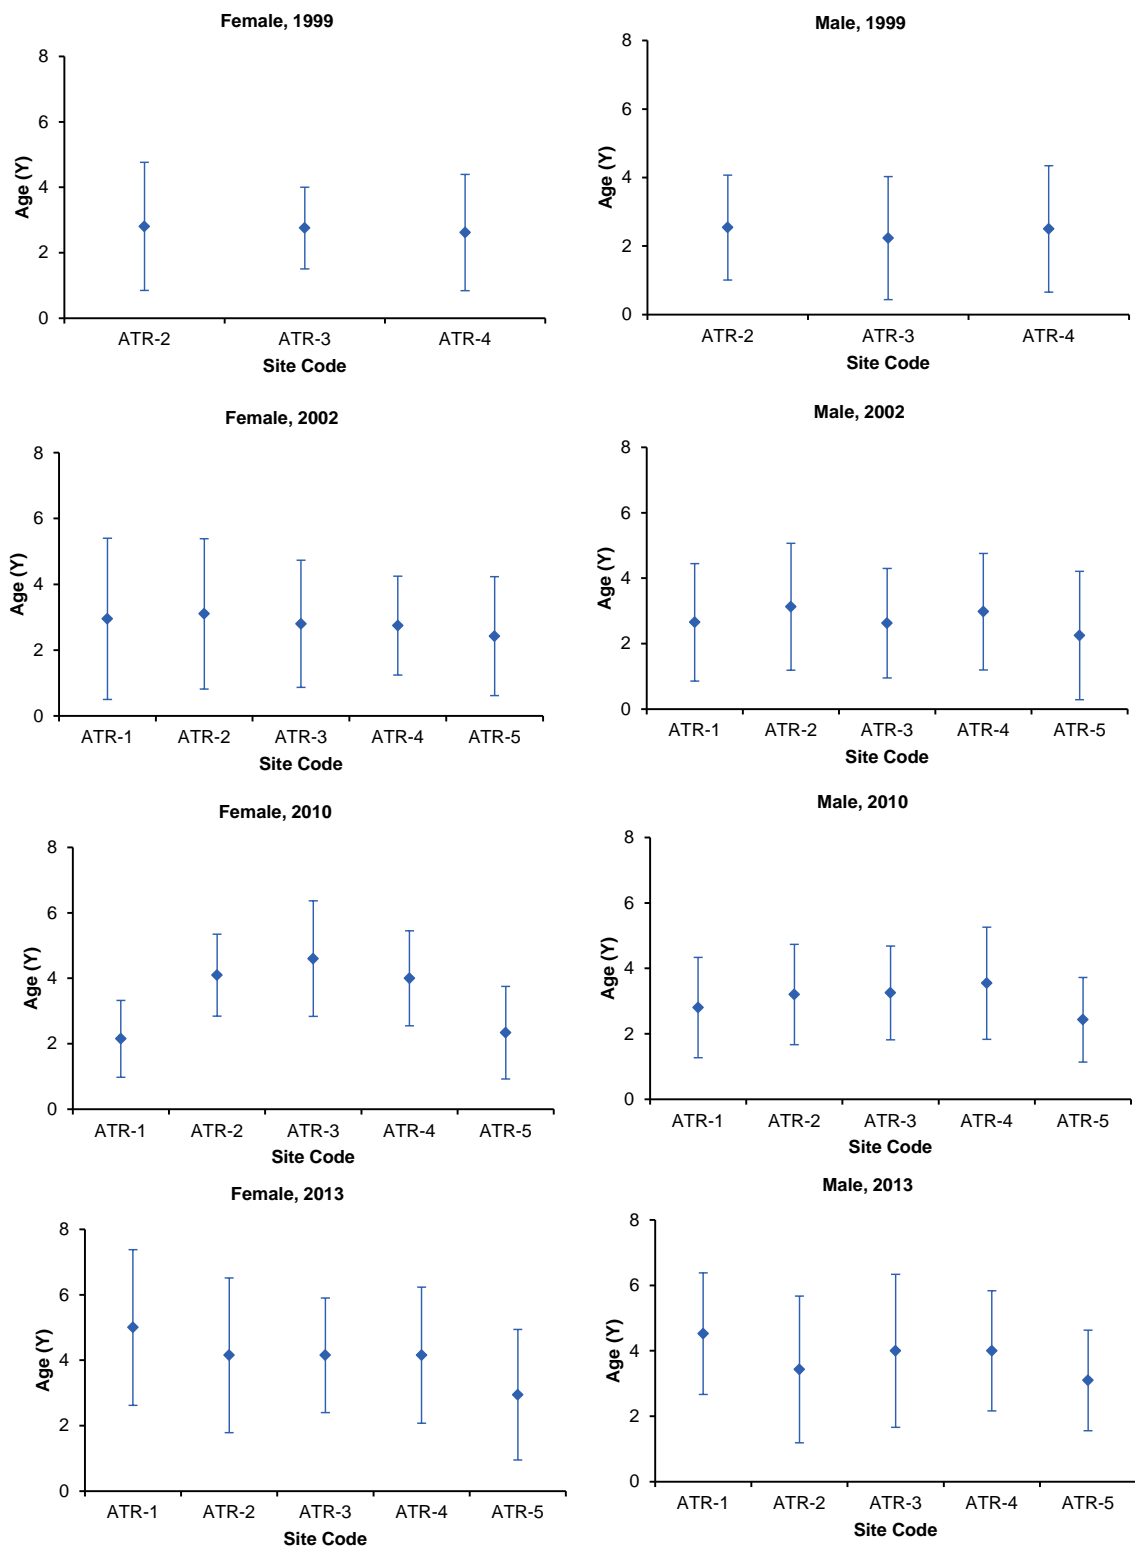 Female, 1999
8
6
4
2
0
Age (Y)
ATR-2 ATR-3 ATR-4
Site Code
Male, 1999
8
6
4
2
0
Age (Y)
ATR-2 ATR-3 ATR-4
Site Code
Female, 2002
8
6
4
2
0
Age (Y)
ATR-1 ATR-2 ATR-3 ATR-4 ATR-5
Site Code
Male, 2002
8
6
4
2
0
Age (Y)
ATR-1 ATR-2 ATR-3 ATR-4 ATR-5
Site Code
Female, 2010
8
6
4
2
0
Age (Y)
ATR-1 ATR-2 ATR-3 ATR-4 ATR-5
Site Code
Male, 2010
8
6
4
2
0
Age (Y)
ATR-1 ATR-2 ATR-3 ATR-4 ATR-5
Site Code
Female, 2013
8
6
4
2
0
Age (Y)
ATR-1 ATR-2 ATR-3 ATR-4 ATR-5
Site Code
Male, 2013
8
6
4
2
0
Age (Y)
ATR-1 ATR-2 ATR-3 ATR-4 ATR-5
Site Code